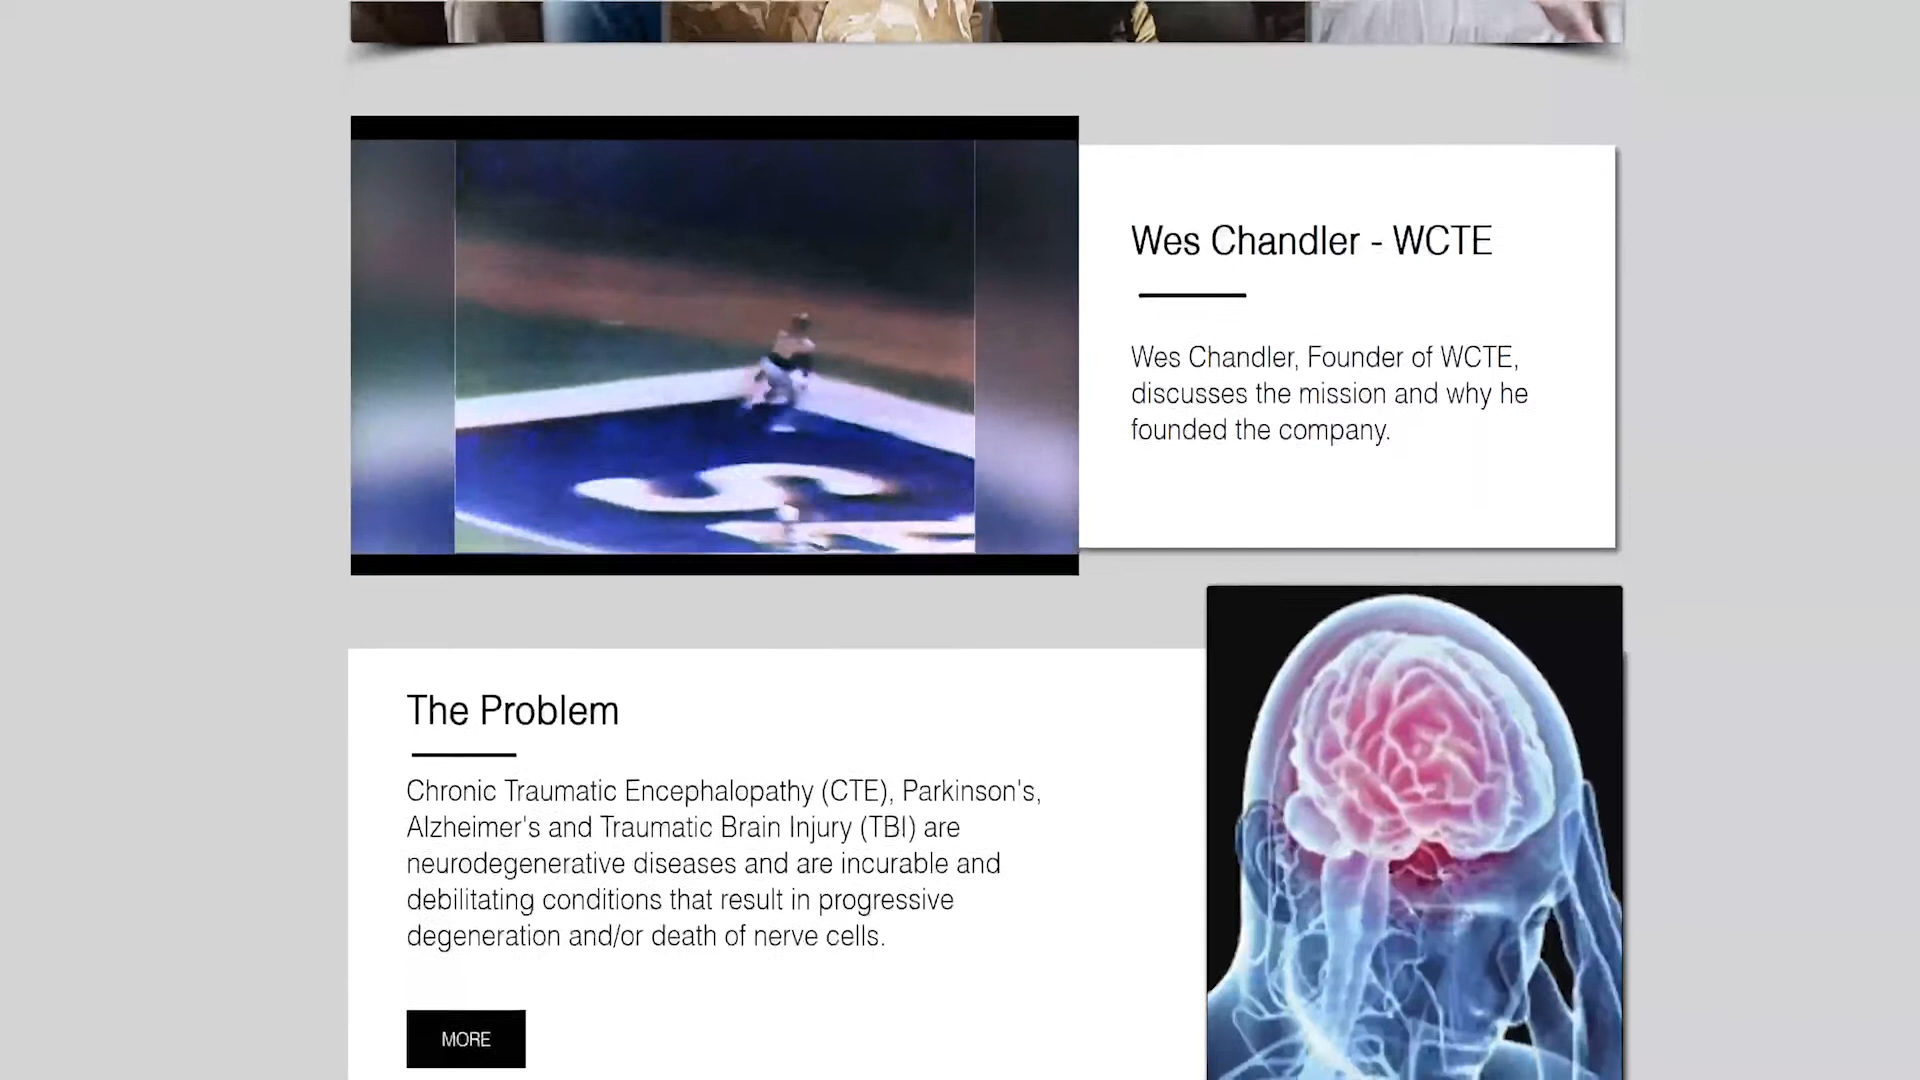 Wes Chandler - WCTE
Wes Chandler, Founder of WCTE,
discusses the mission and why he
founded the company.
The Problem
Chronic Traumatic Encephalopathy (CTE), Parkinson's,
Alzheimer's and Traumatic Brain Injury (TBI) are
neurodegenerative diseases and are incurable and
debilitating conditions that result in progressive
degeneration and/or death of nerve cells.
MORE